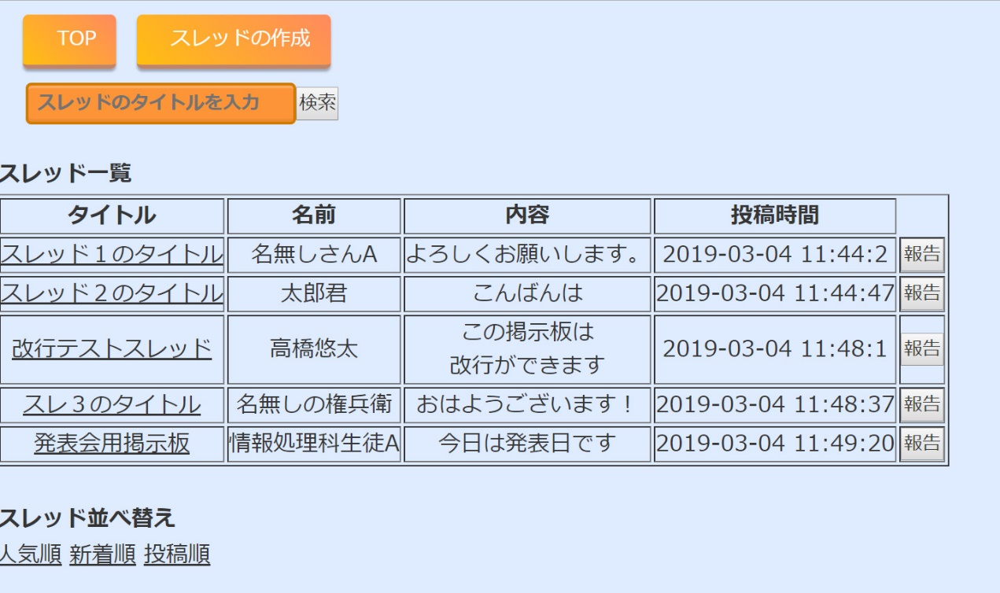 TOP スレッドの作成
スレッドのタイトルを入力 検索
スレッド一覧
タイトル 名前 内容 投稿時間
スレッド１のタイトル 名無しさんA よろしくお願いします。 2019-03-04 11:44:2 報告
スレッド２のタイトル 太郎君 こんばんは 2019-03-04 11:44:47 報告
改行テストスレッド 高橋悠太 この掲示板は
改行ができます 2019-03-04 11:48:1 報告
スレ３のタイトル 名無しの権兵衛 おはようございます！ 2019-03-04 11:48:37 報告
発表会用掲示板 情報処理科生徒A 今日は発表日です 2019-03-04 11:49:20 報告
スレッド並べ替え
人気順 新着順 投稿順